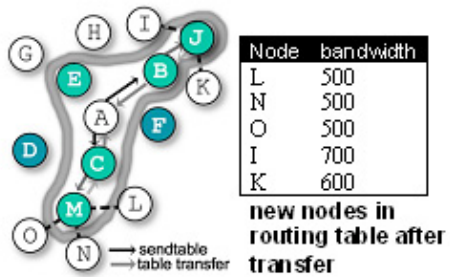 I
J
H
G
B
E
K
A
F
D
C
M
L
O
N
sendtable
table transfer
Node bandwidth
L 500
N 500
O 500
I 700
K 600
new nodes in
routing table after
transfer